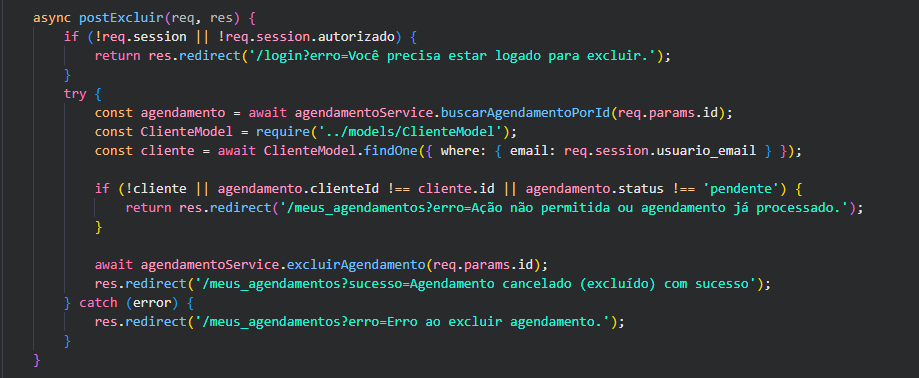 async postExcluir(req, res) {
    if (!req.session || !req.session.autorizado) {
        return res.redirect('/login?erro=Você precisa estar logado para excluir.');
    }
    try {
        const agendamento = await agendamentoService.buscarAgendamentoPorId(req.params.id);
        const ClienteModel = require('../models/ClienteModel');
        const cliente = await ClienteModel.findOne({ where: { email: req.session.usuario_email } });

        if (!cliente || agendamento.clienteId !== cliente.id || agendamento.status !== 'pendente') {
            return res.redirect('/meus_agendamentos?erro=Ação não permitida ou agendamento já processado.');
        }

        await agendamentoService.excluirAgendamento(req.params.id);
        res.redirect('/meus_agendamentos?sucesso=Agendamento cancelado (excluído) com sucesso');
    } catch (error) {
        res.redirect('/meus_agendamentos?erro=Erro ao excluir agendamento.');
    }
}